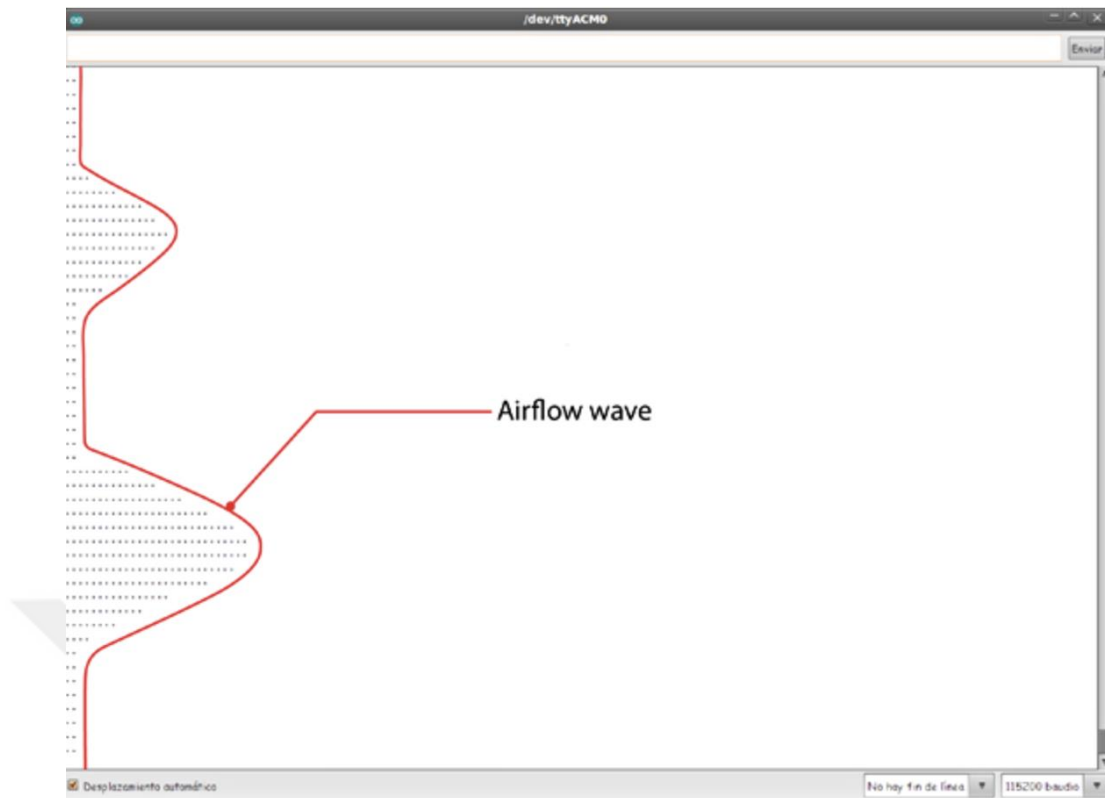 /dev/ttyACM0
Enviar
Airflow wave
Desplazamiento automático
No hay fin de línea
115200 baudio